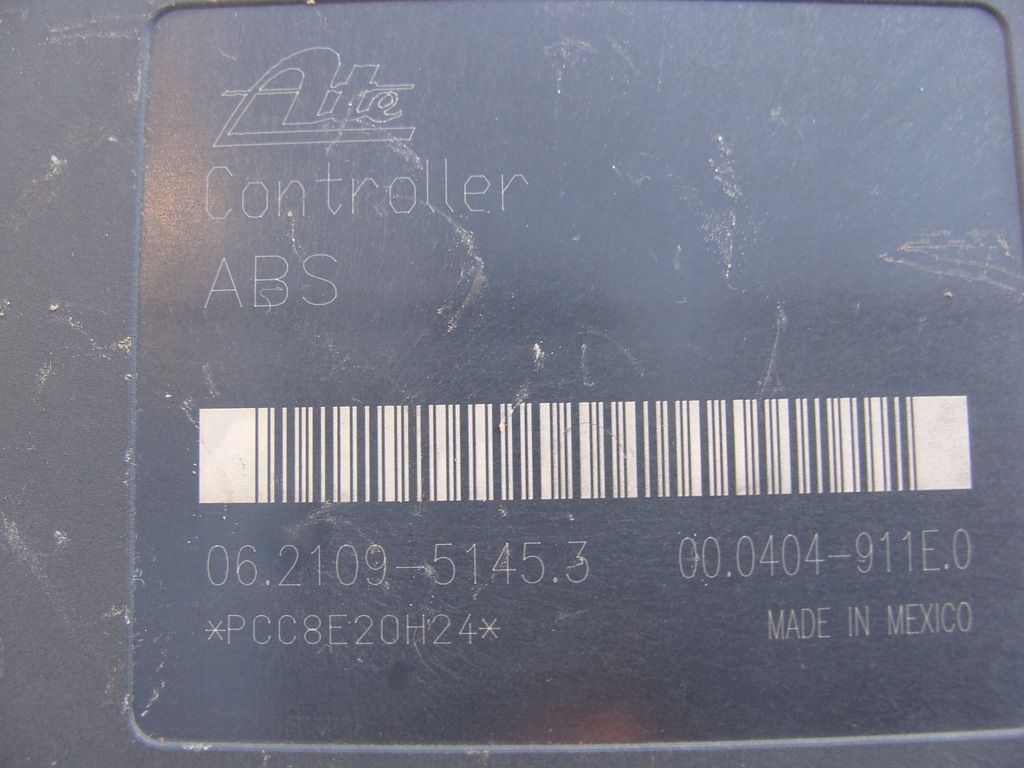 Ate
Controller
ABS
06.2109-5145.3 00.0404-911E.0
*PCC8E20H24* MADE IN MEXICO